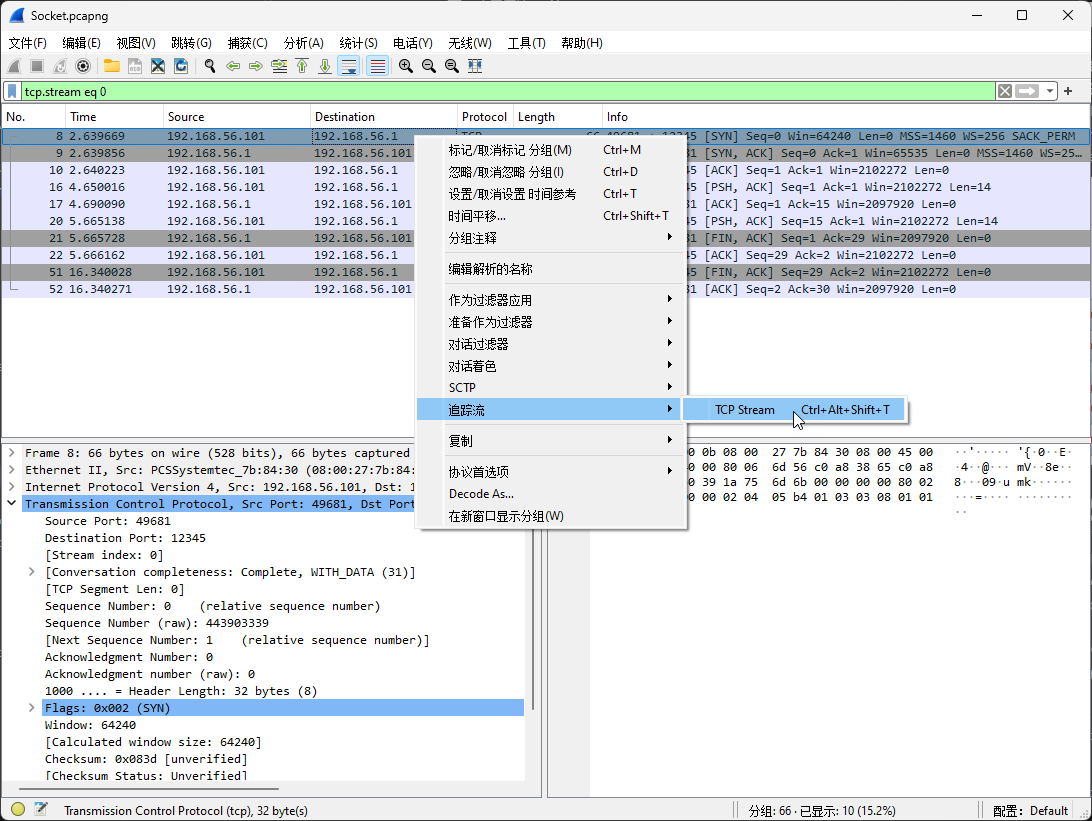 Socket.pcapng
文件(F) 编辑(E) 视图(V) 跳转(G) 捕获(C) 分析(A) 统计(S) 电话(Y) 无线(W) 工具(T) 帮助(H)
tcp.stream eq 0
No. Time Source Destination Protocol Length Info
8 2.639669 192.168.56.101 192.168.56.1 TCP 66 49681 → 12345 [SYN] Seq=0 Win=64240 Len=0 MSS=1460 WS=256 SACK_PERM
9 2.639856 192.168.56.1 192.168.56.101 [SYN, ACK] Seq=0 Ack=1 Win=65535 Len=0 MSS=1460 WS=25…
10 2.640223 192.168.56.101 192.168.56.1 [ACK] Seq=1 Ack=1 Win=2102272 Len=0
16 4.650016 192.168.56.101 192.168.56.1 [PSH, ACK] Seq=1 Ack=1 Win=2102272 Len=14
17 4.690090 192.168.56.1 192.168.56.101 [ACK] Seq=1 Ack=15 Win=2097920 Len=0
20 5.665138 192.168.56.101 192.168.56.1 [PSH, ACK] Seq=15 Ack=1 Win=2102272 Len=14
21 5.665728 192.168.56.1 192.168.56.101 [FIN, ACK] Seq=1 Ack=29 Win=2097920 Len=0
22 5.666162 192.168.56.101 192.168.56.1 [ACK] Seq=29 Ack=2 Win=2102272 Len=0
51 16.340028 192.168.56.101 192.168.56.1 [FIN, ACK] Seq=29 Ack=2 Win=2102272 Len=0
52 16.340271 192.168.56.1 192.168.56.101 [ACK] Seq=2 Ack=30 Win=2097920 Len=0
标记/取消标记 分组(M) Ctrl+M
忽略/取消忽略 分组(I) Ctrl+D
设置/取消设置 时间参考 Ctrl+T
时间平移... Ctrl+Shift+T
分组注释
编辑解析的名称
作为过滤器应用
准备作为过滤器
对话过滤器
对话着色
SCTP
追踪流
TCP Stream Ctrl+Alt+Shift+T
复制
协议首选项
Decode As...
在新窗口显示分组(W)
Frame 8: 66 bytes on wire (528 bits), 66 bytes captured
Ethernet II, Src: PCSSystemtec_7b:84:30 (08:00:27:7b:84:
Internet Protocol Version 4, Src: 192.168.56.101, Dst: 1
Transmission Control Protocol, Src Port: 49681, Dst Port
Source Port: 49681
Destination Port: 12345
[Stream index: 0]
[Conversation completeness: Complete, WITH_DATA (31)]
[TCP Segment Len: 0]
Sequence Number: 0 (relative sequence number)
Sequence Number (raw): 443903339
[Next Sequence Number: 1 (relative sequence number)]
Acknowledgment Number: 0
Acknowledgment number (raw): 0
1000 .... = Header Length: 32 bytes (8)
Flags: 0x002 (SYN)
Window: 64240
[Calculated window size: 64240]
Checksum: 0x083d [unverified]
[Checksum Status: Unverified]
0 0b 08 00 27 7b 84 30 08 00 45 00 ··'····· '{·0··E·
0 00 80 06 6d 56 c0 a8 38 65 c0 a8 ·4··@··· mV··8e··
0 39 1a 75 6d 6b 00 00 00 00 80 02 8···09·u mk······
0 00 02 04 05 b4 01 03 03 08 01 01 ···=···· ········
··
Transmission Control Protocol (tcp), 32 byte(s)
分组: 66 · 已显示: 10 (15.2%)
配置: Default